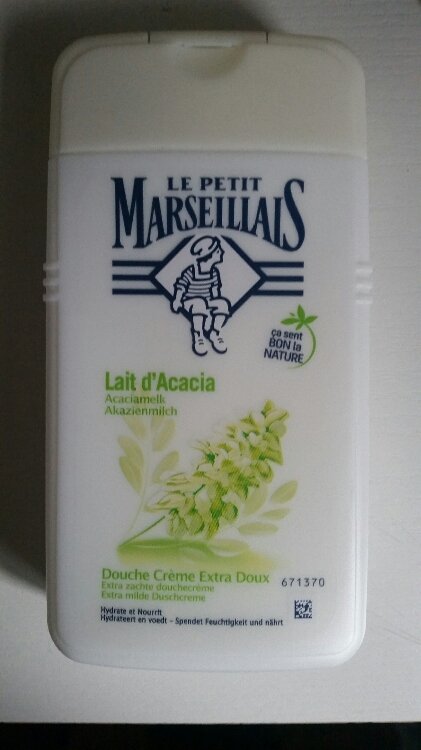 LE PETIT
MARSEILLAIS
ça sent
BON la
NATURE
Lait d'Acacia
Acaciamelk
Akazienmilch
Douche Crème Extra Doux
Extra zachte douchecrème
Extra milde Duschcreme
671370
Hydrate et Nourrit
Hydrateert en voedt - Spendet Feuchtigkeit und nährt